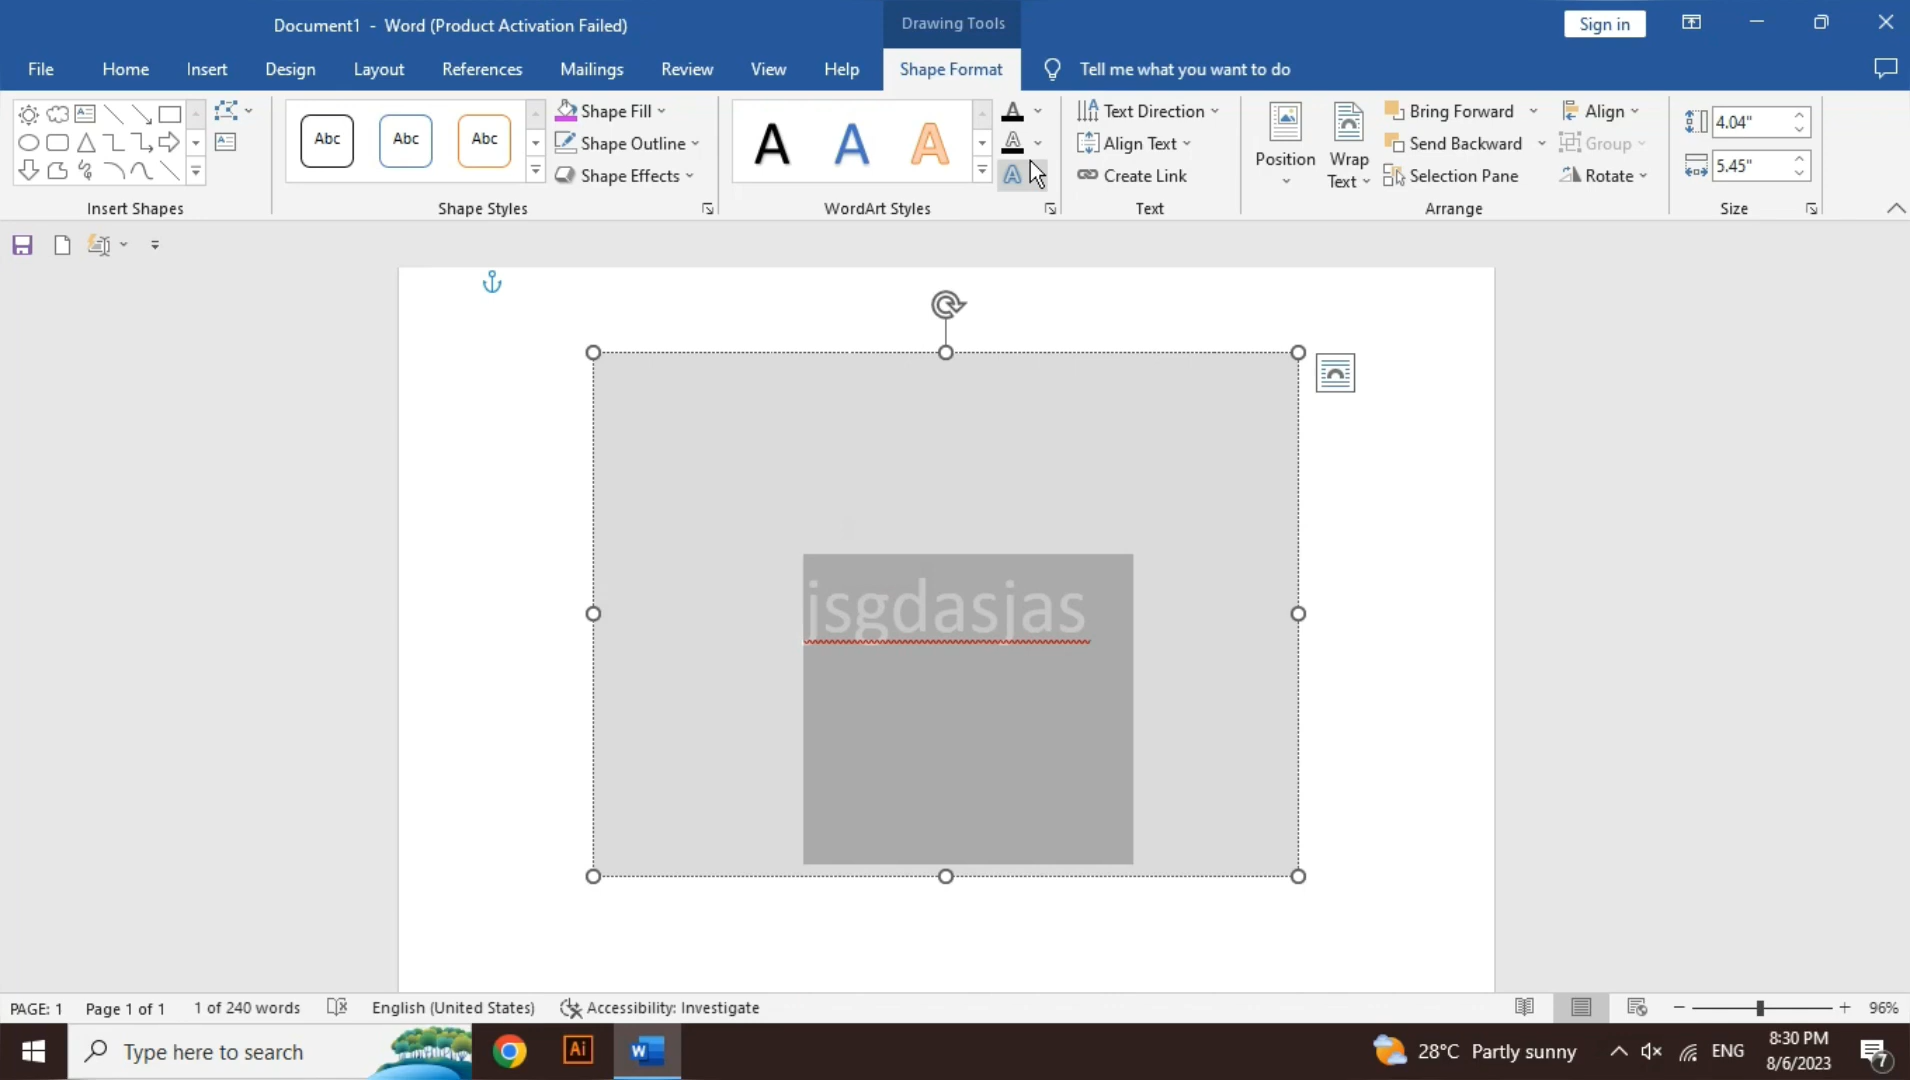 Document1 - Word (Product Activation Failed)
Drawing Tools
Sign in
File
Home
Insert
Design
Layout
References
Mailings
Review
View
Help
Shape Format
Tell me what you want to do
Insert Shapes
Abc
Abc
Abc
Shape Fill
Shape Outline
Shape Effects
Shape Styles
A
A
A
A
A
A
WordArt Styles
Text Direction
Align Text
Create Link
Text
Position
Wrap
Text
Bring Forward
Send Backward
Selection Pane
Align
Group
Rotate
Arrange
4.04"
5.45"
Size
jsgdasjas
PAGE: 1
Page 1 of 1
1 of 240 words
English (United States)
Accessibility: Investigate
96%
Type here to search
Ai
W
28°C Partly sunny
ENG
8:30 PM
8/6/2023
7